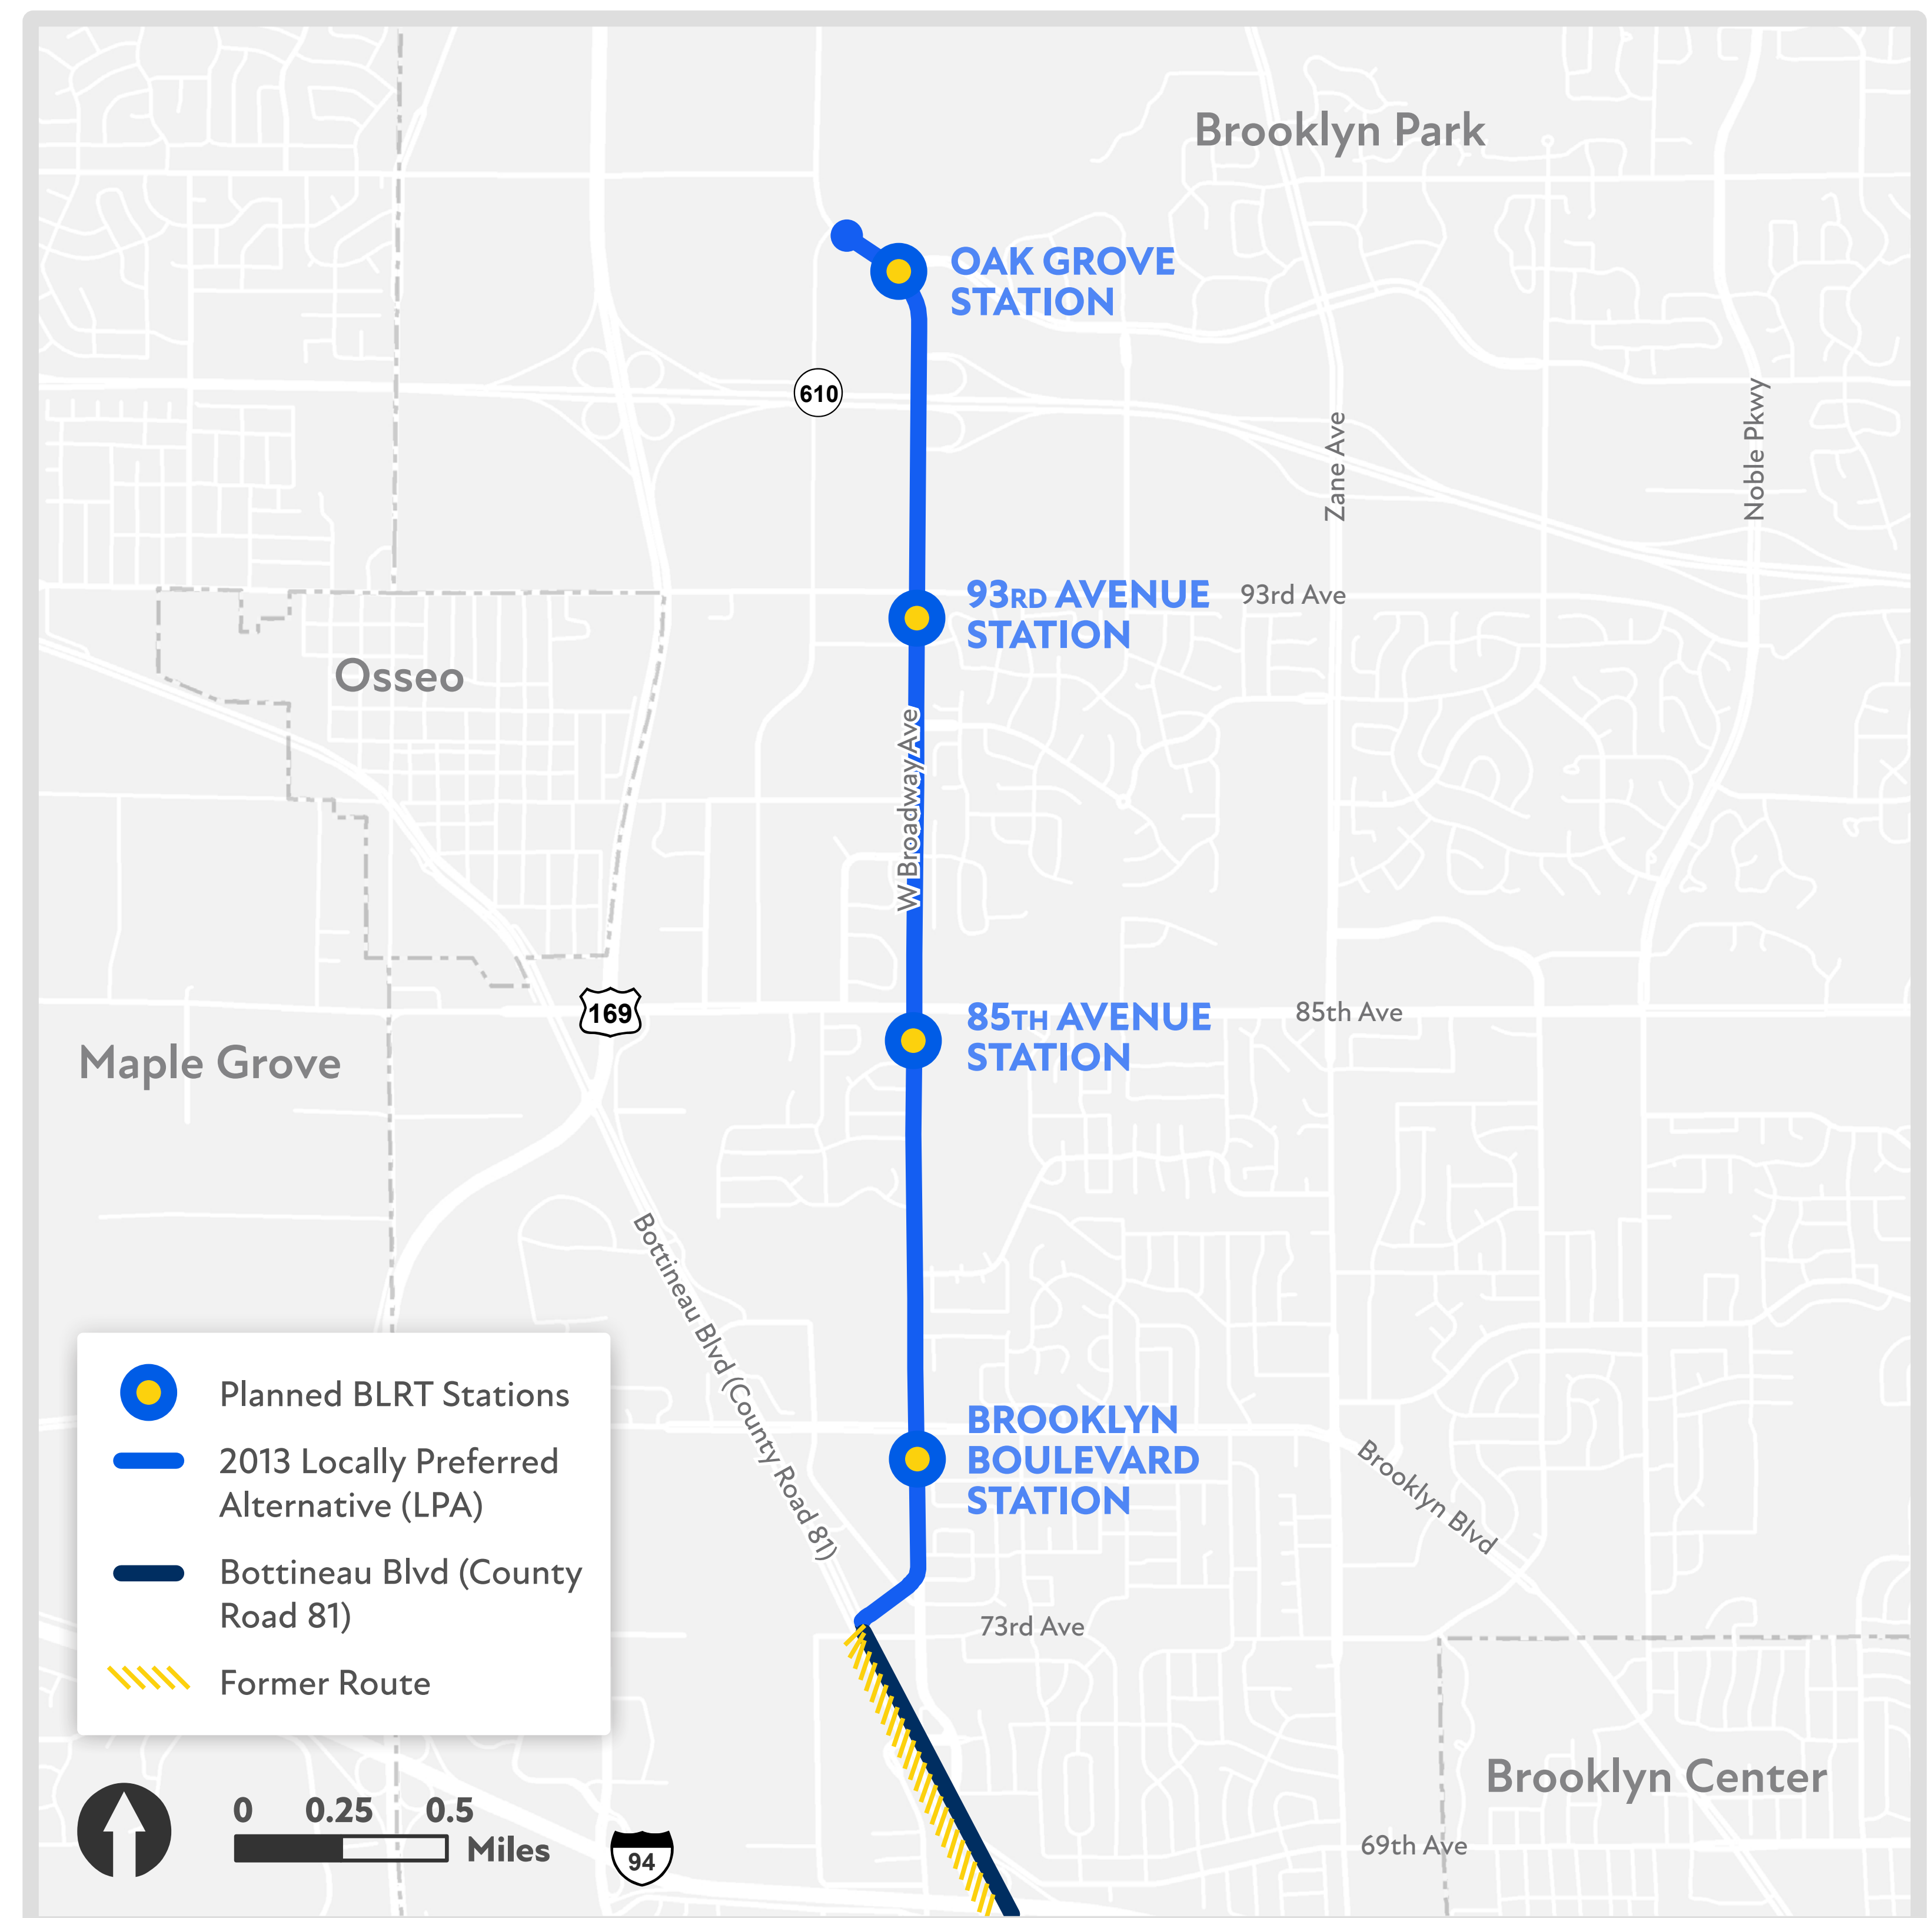 Brooklyn Park
OAK GROVE
STATION
610
Zane Ave
Noble Pkwy
93RD AVENUE
STATION
93rd Ave
Osseo
W Broadway Ave
169
85TH AVENUE
STATION
85th Ave
Maple Grove
Bottineau Blvd (County Road 81)
BROOKLYN
BOULEVARD
STATION
Brooklyn Blvd
Planned BLRT Stations
2013 Locally Preferred
Alternative (LPA)
Bottineau Blvd (County
Road 81)
Former Route
73rd Ave
Brooklyn Center
69th Ave
0 0.25 0.5
Miles
94